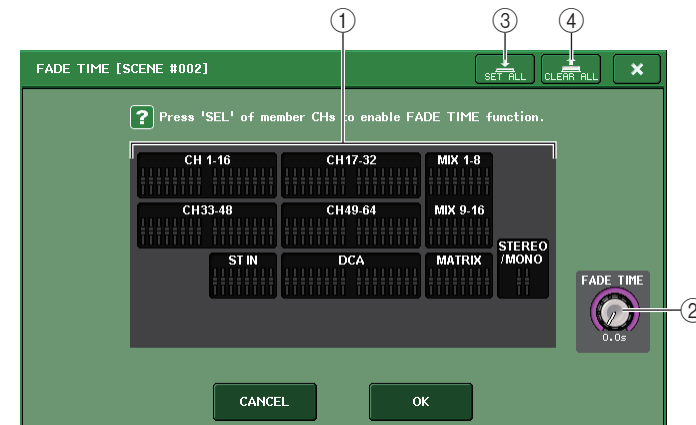 ① ③ ④
FADE TIME [SCENE #002]
SET ALL
CLEAR ALL
×
? Press 'SEL' of member CHs to enable FADE TIME function.
CH 1-16
CH17-32
MIX 1-8
CH33-48
CH49-64
MIX 9-16
ST IN
DCA
MATRIX
STEREO
/MONO
FADE TIME
②
0.0s
CANCEL
OK